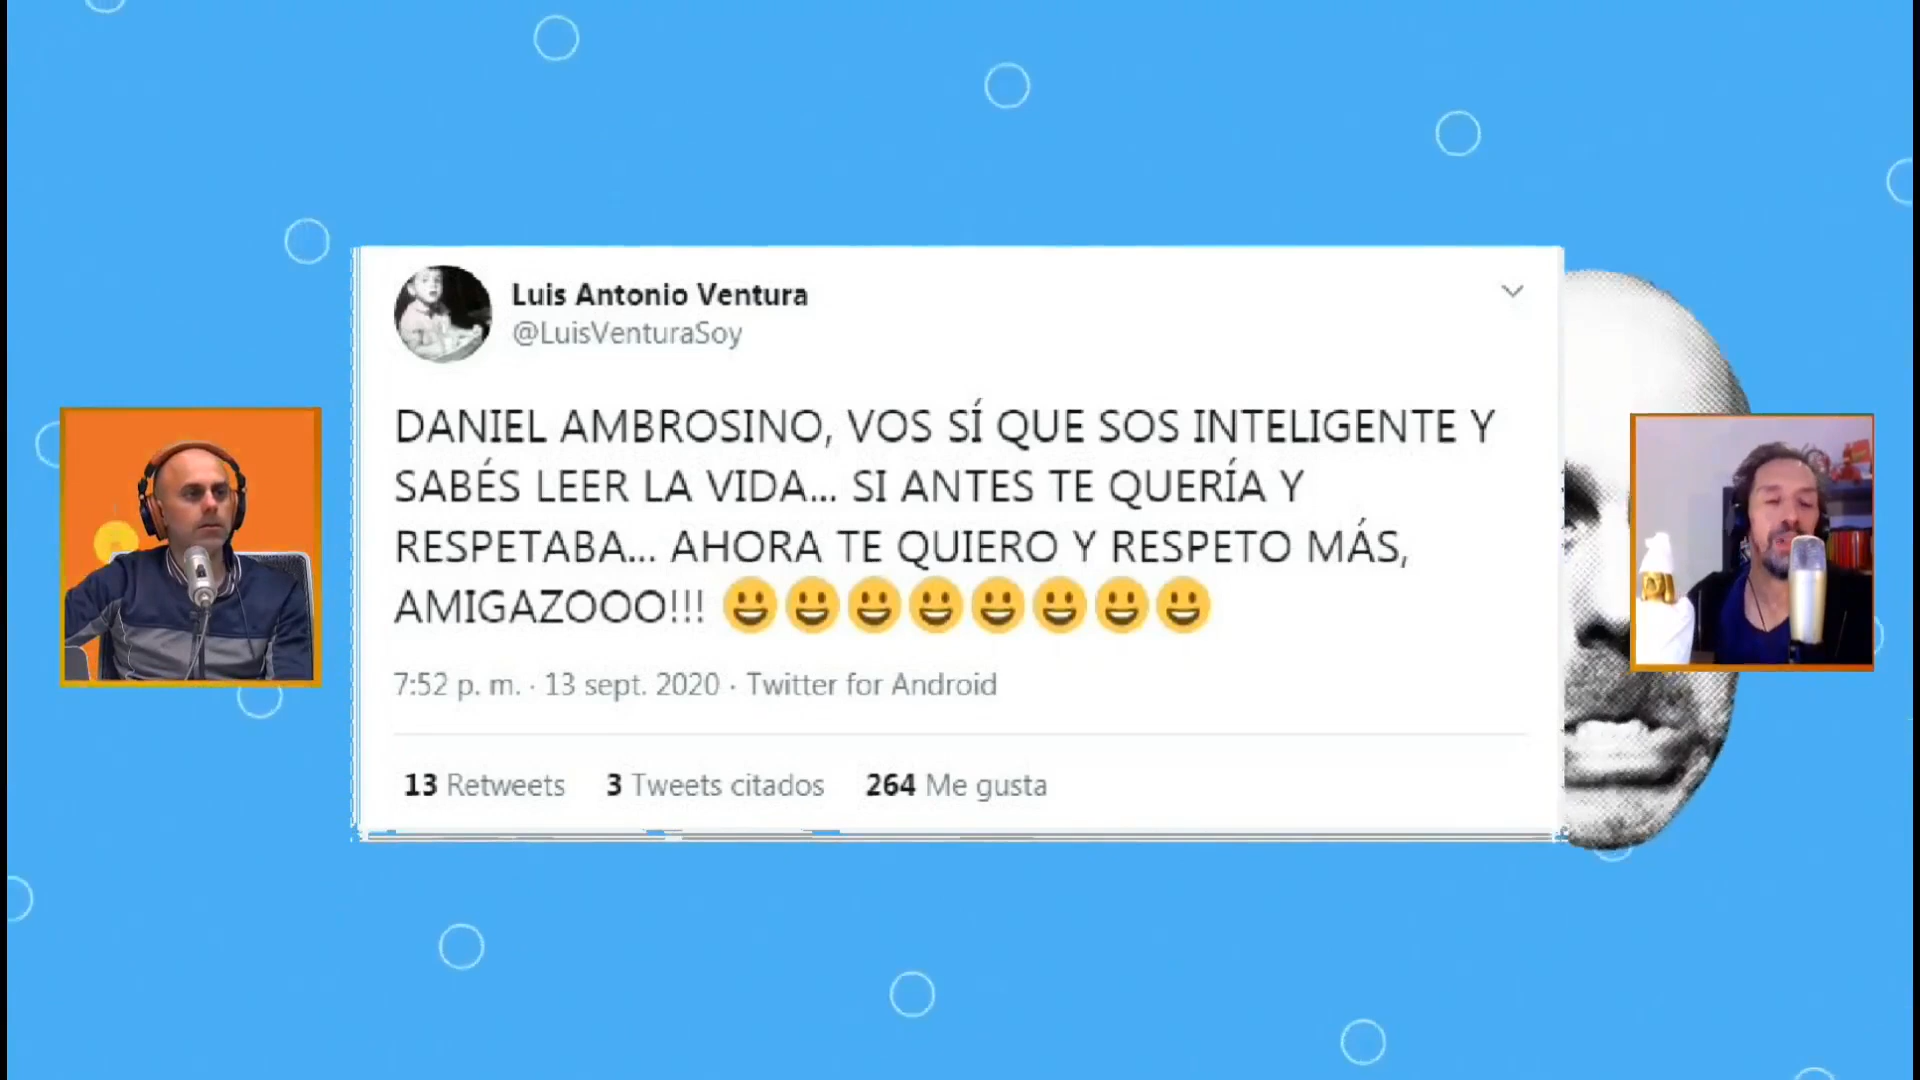 Luis Antonio Ventura
@LuisVenturaSoy
DANIEL AMBROSINO, VOS SÍ QUE SOS INTELIGENTE Y
SABÉS LEER LA VIDA... SI ANTES TE QUERÍA Y
RESPETABA... AHORA TE QUIERO Y RESPETO MÁS,
AMIGAZOOO!!! 😃😃😃😃😃😃😃😃
7:52 p. m. · 13 sept. 2020 · Twitter for Android
13 Retweets 3 Tweets citados 264 Me gusta